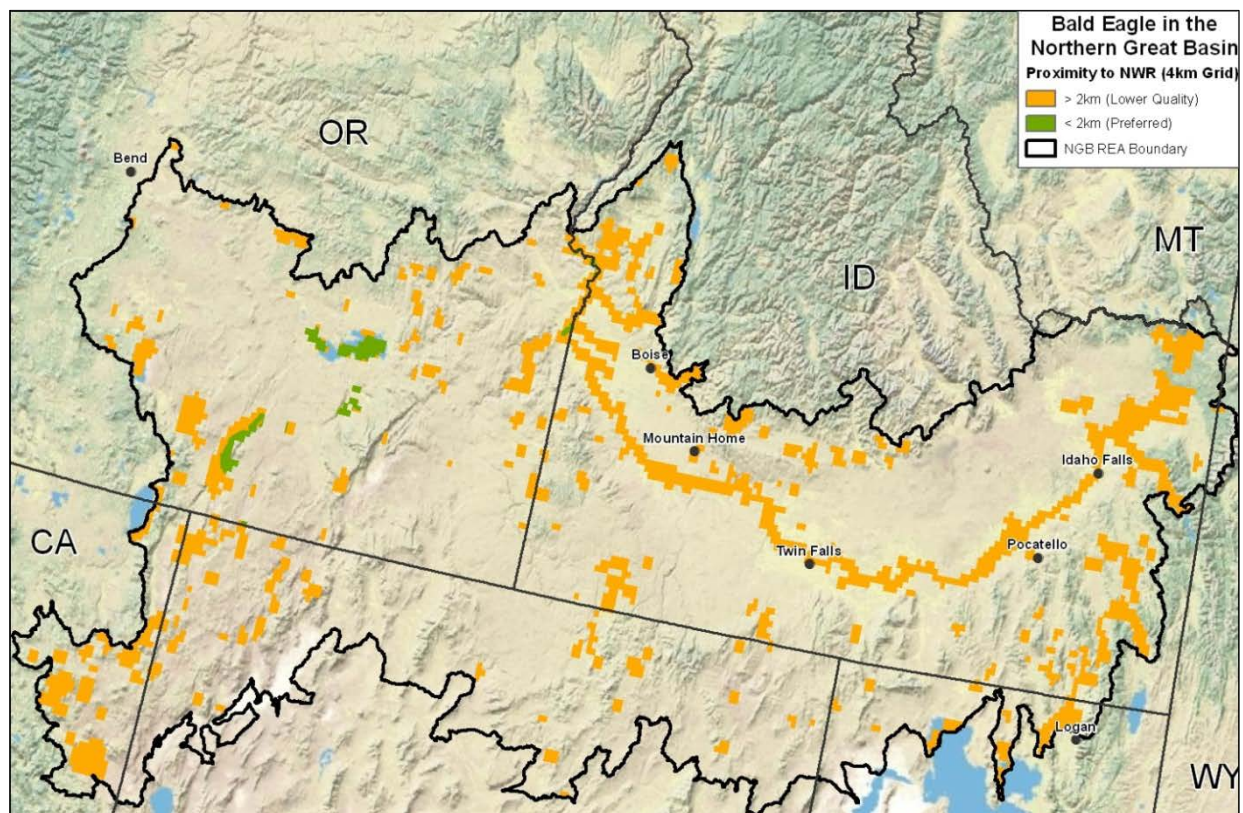 Bald Eagle in the
Northern Great Basin
Proximity to NWR (4km Grid)
> 2km (Lower Quality)
< 2km (Preferred)
NGB REA Boundary
OR
Bend
MT
ID
Boise
Mountain Home
Idaho Falls
CA
Twin Falls
Pocatello
Logan
WY